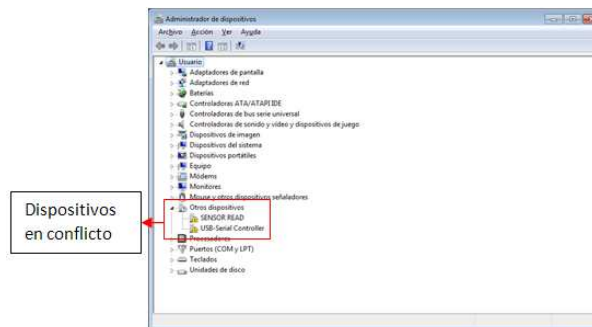 Administrador de dispositivos
Archivo Acción Ver Ayuda
Usuario
Adaptadores de pantalla
Adaptadores de red
Baterías
Controladoras ATA/ATAPI IDE
Controladoras de bus serie universal
Controladoras de sonido y vídeo y dispositivos de juego
Dispositivos de imagen
Dispositivos del sistema
Dispositivos portátiles
Equipo
Módems
Monitores
Mouse y otros dispositivos señaladores
Otros dispositivos
SENSOR READ
USB-Serial Controller
Procesadores
Puertos (COM y LPT)
Teclados
Unidades de disco
Dispositivos
en conflicto